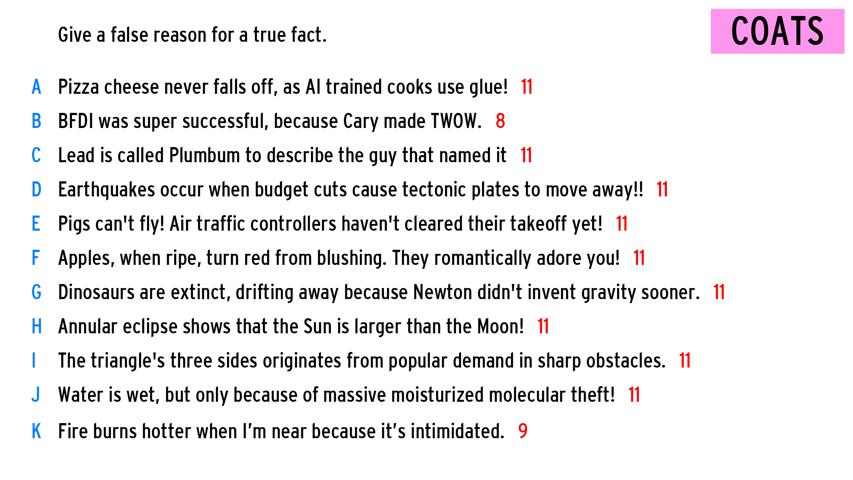 Give a false reason for a true fact.
COATS
A Pizza cheese never falls off, as AI trained cooks use glue! 11
B BFDI was super successful, because Cary made TWOW. 8
C Lead is called Plumbum to describe the guy that named it 11
D Earthquakes occur when budget cuts cause tectonic plates to move away!! 11
E Pigs can't fly! Air traffic controllers haven't cleared their takeoff yet! 11
F Apples, when ripe, turn red from blushing. They romantically adore you! 11
G Dinosaurs are extinct, drifting away because Newton didn't invent gravity sooner. 11
H Annular eclipse shows that the Sun is larger than the Moon! 11
I The triangle's three sides originates from popular demand in sharp obstacles. 11
J Water is wet, but only because of massive moisturized molecular theft! 11
K Fire burns hotter when I’m near because it’s intimidated. 9